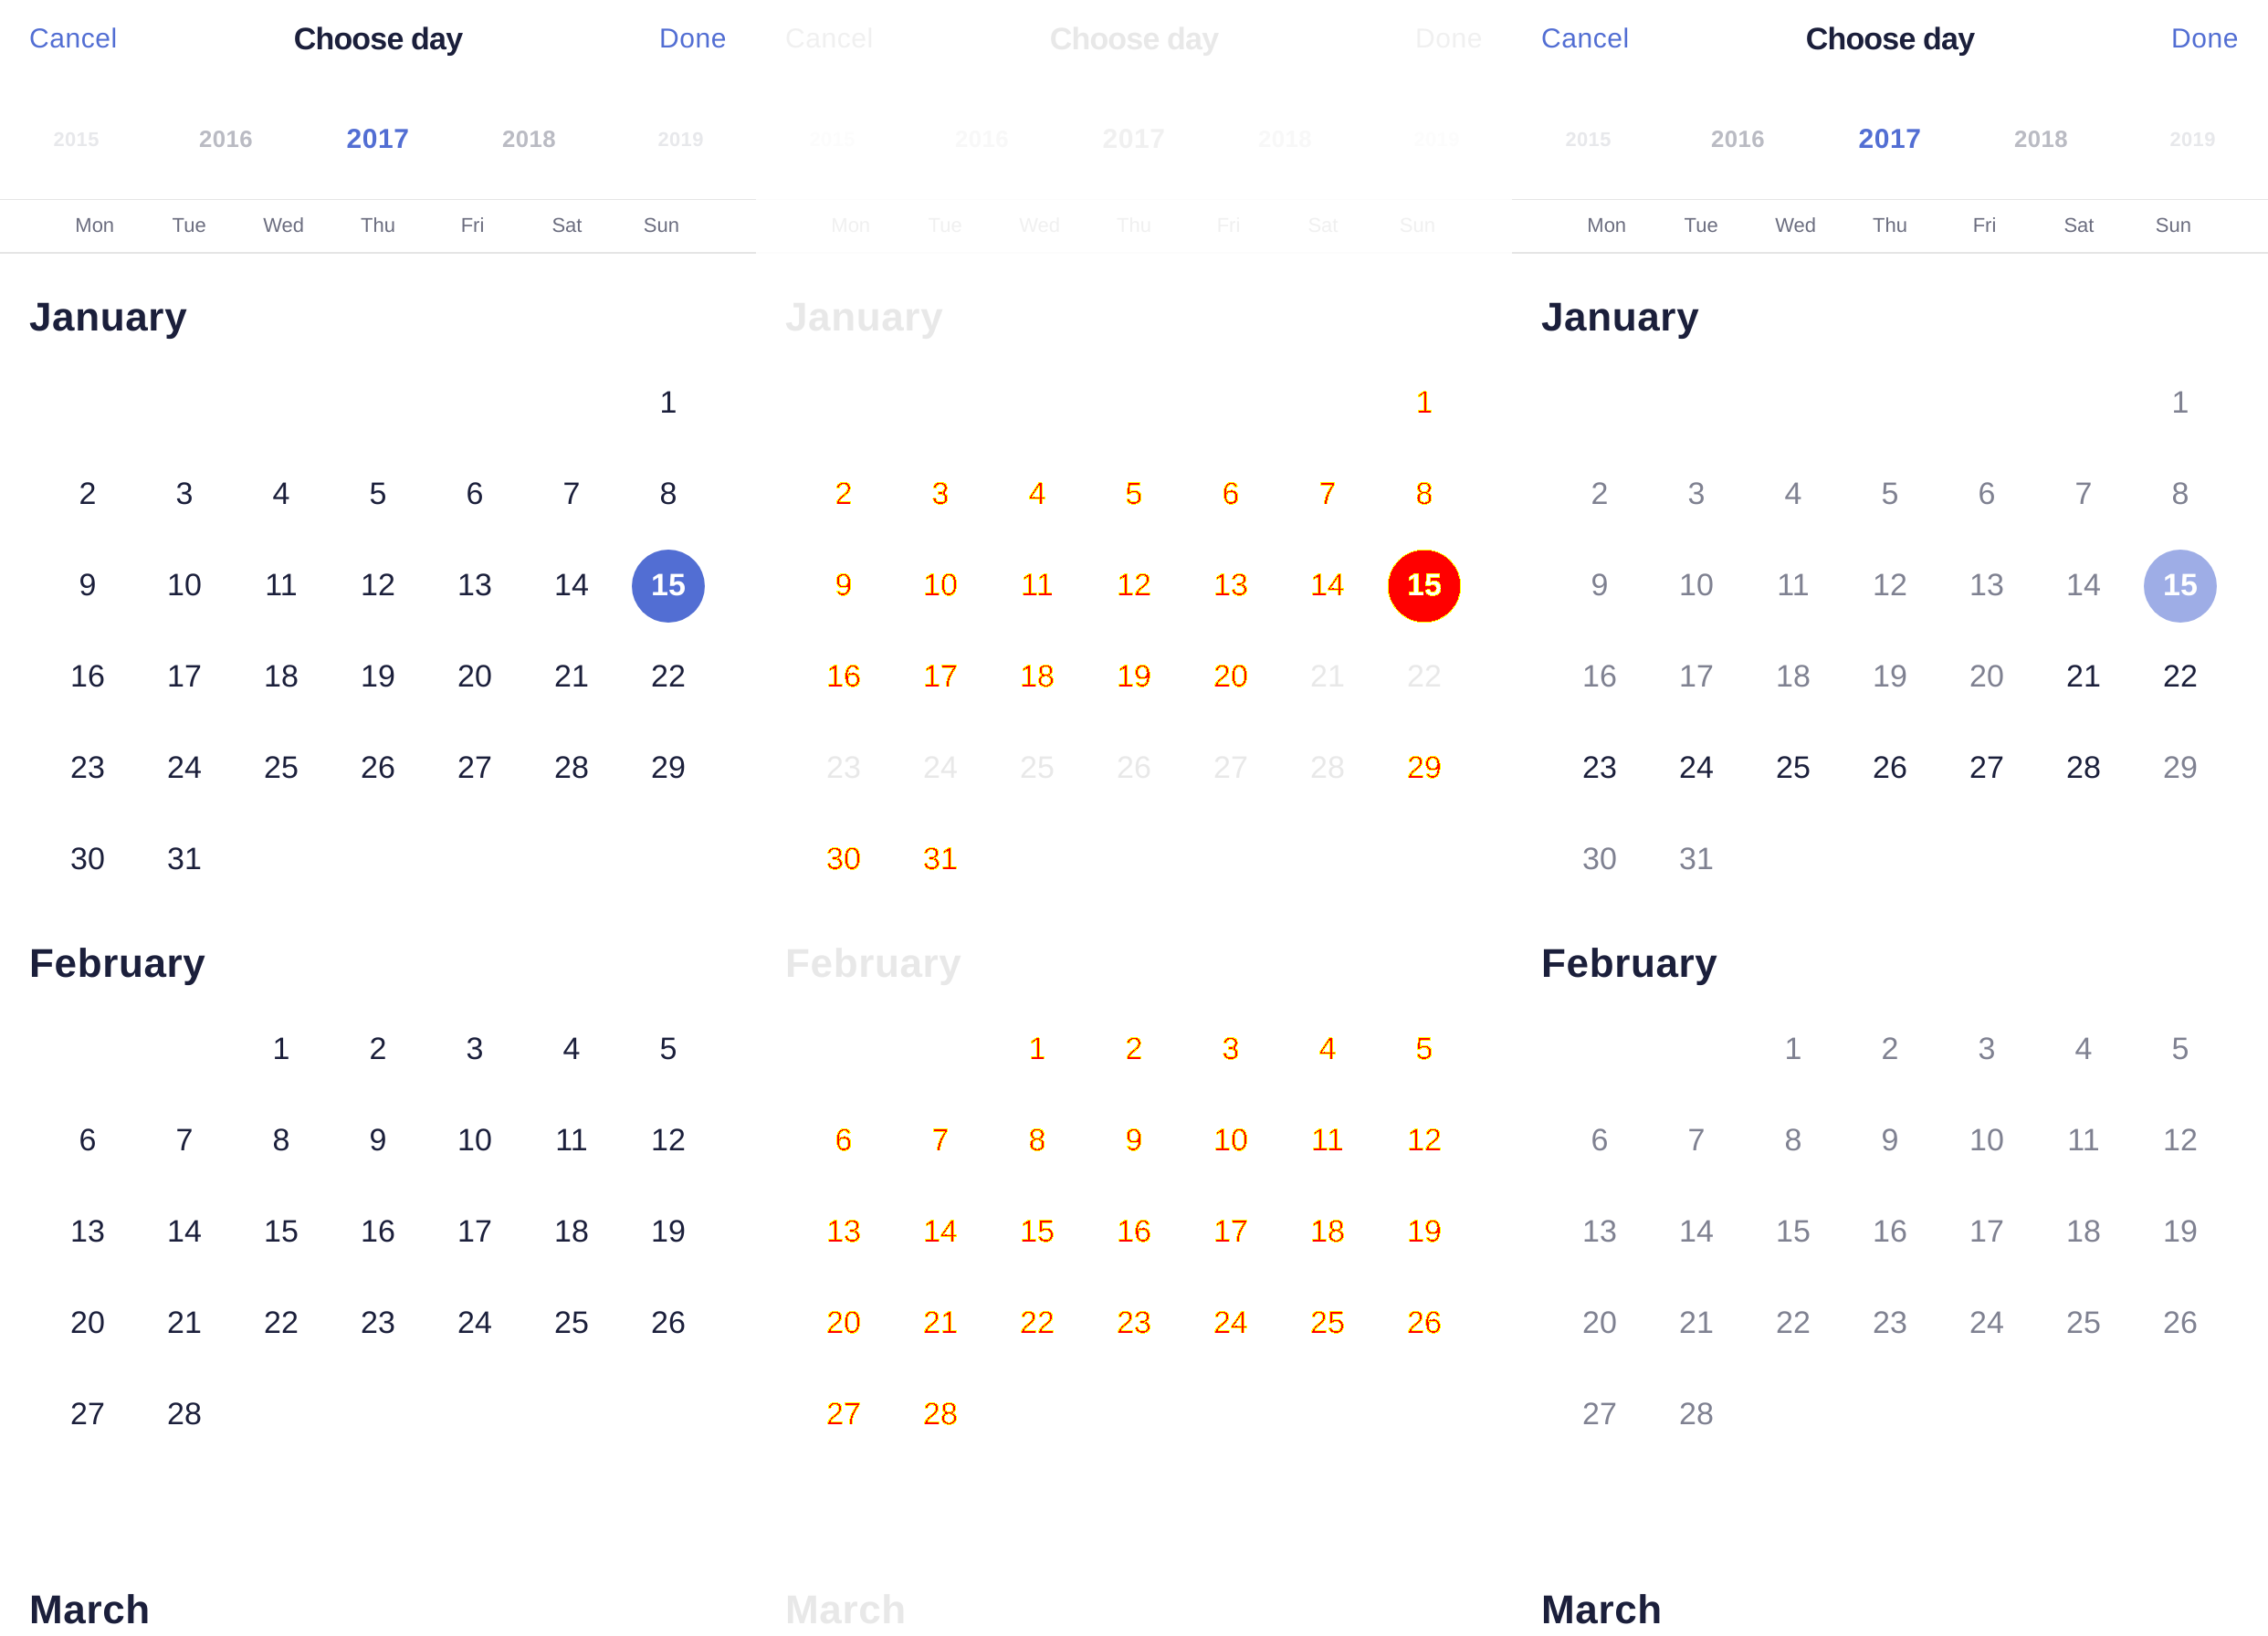 Cancel Choose day Done Cancel Choose day Done Cancel Choose day Done
2015 2016 2017 2018 2019 2015 2016 2017 2018 2019 2015 2016 2017 2018 2019
Mon Tue Wed Thu Fri Sat Sun Mon Tue Wed Thu Fri Sat Sun Mon Tue Wed Thu Fri Sat Sun
January January January
1 1 1
2 3 4 5 6 7 8 2 3 4 5 6 7 8 2 3 4 5 6 7 8
9 10 11 12 13 14 15 9 10 11 12 13 14 15 9 10 11 12 13 14 15
16 17 18 19 20 21 22 16 17 18 19 20 21 22 16 17 18 19 20 21 22
23 24 25 26 27 28 29 23 24 25 26 27 28 29 23 24 25 26 27 28 29
30 31 30 31 30 31
February February February
1 2 3 4 5 1 2 3 4 5 1 2 3 4 5
6 7 8 9 10 11 12 6 7 8 9 10 11 12 6 7 8 9 10 11 12
13 14 15 16 17 18 19 13 14 15 16 17 18 19 13 14 15 16 17 18 19
20 21 22 23 24 25 26 20 21 22 23 24 25 26 20 21 22 23 24 25 26
27 28 27 28 27 28
March March March